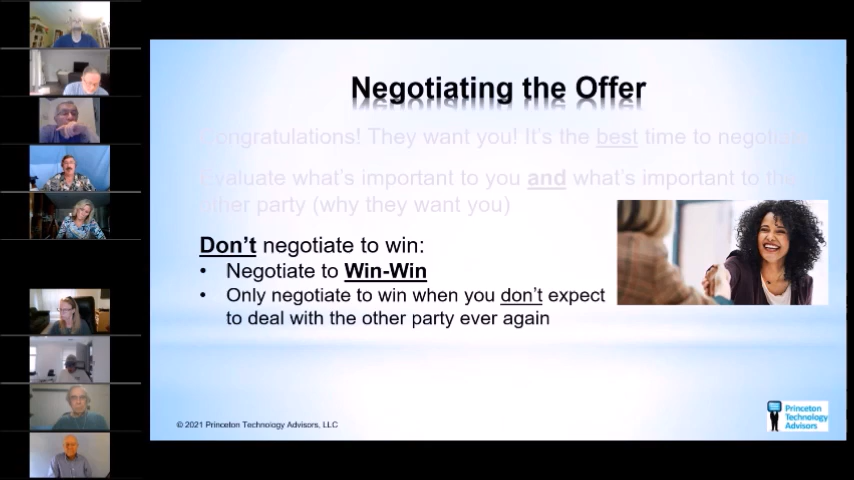 Negotiating the Offer
Congratulations! They want you! It's the best time to negotiate
Evaluate what's important to you and what's important to the
other party (why they want you)
Don't negotiate to win:
• Negotiate to Win-Win
• Only negotiate to win when you don't expect
to deal with the other party ever again
© 2021 Princeton Technology Advisors, LLC
Princeton
Technology
Advisors